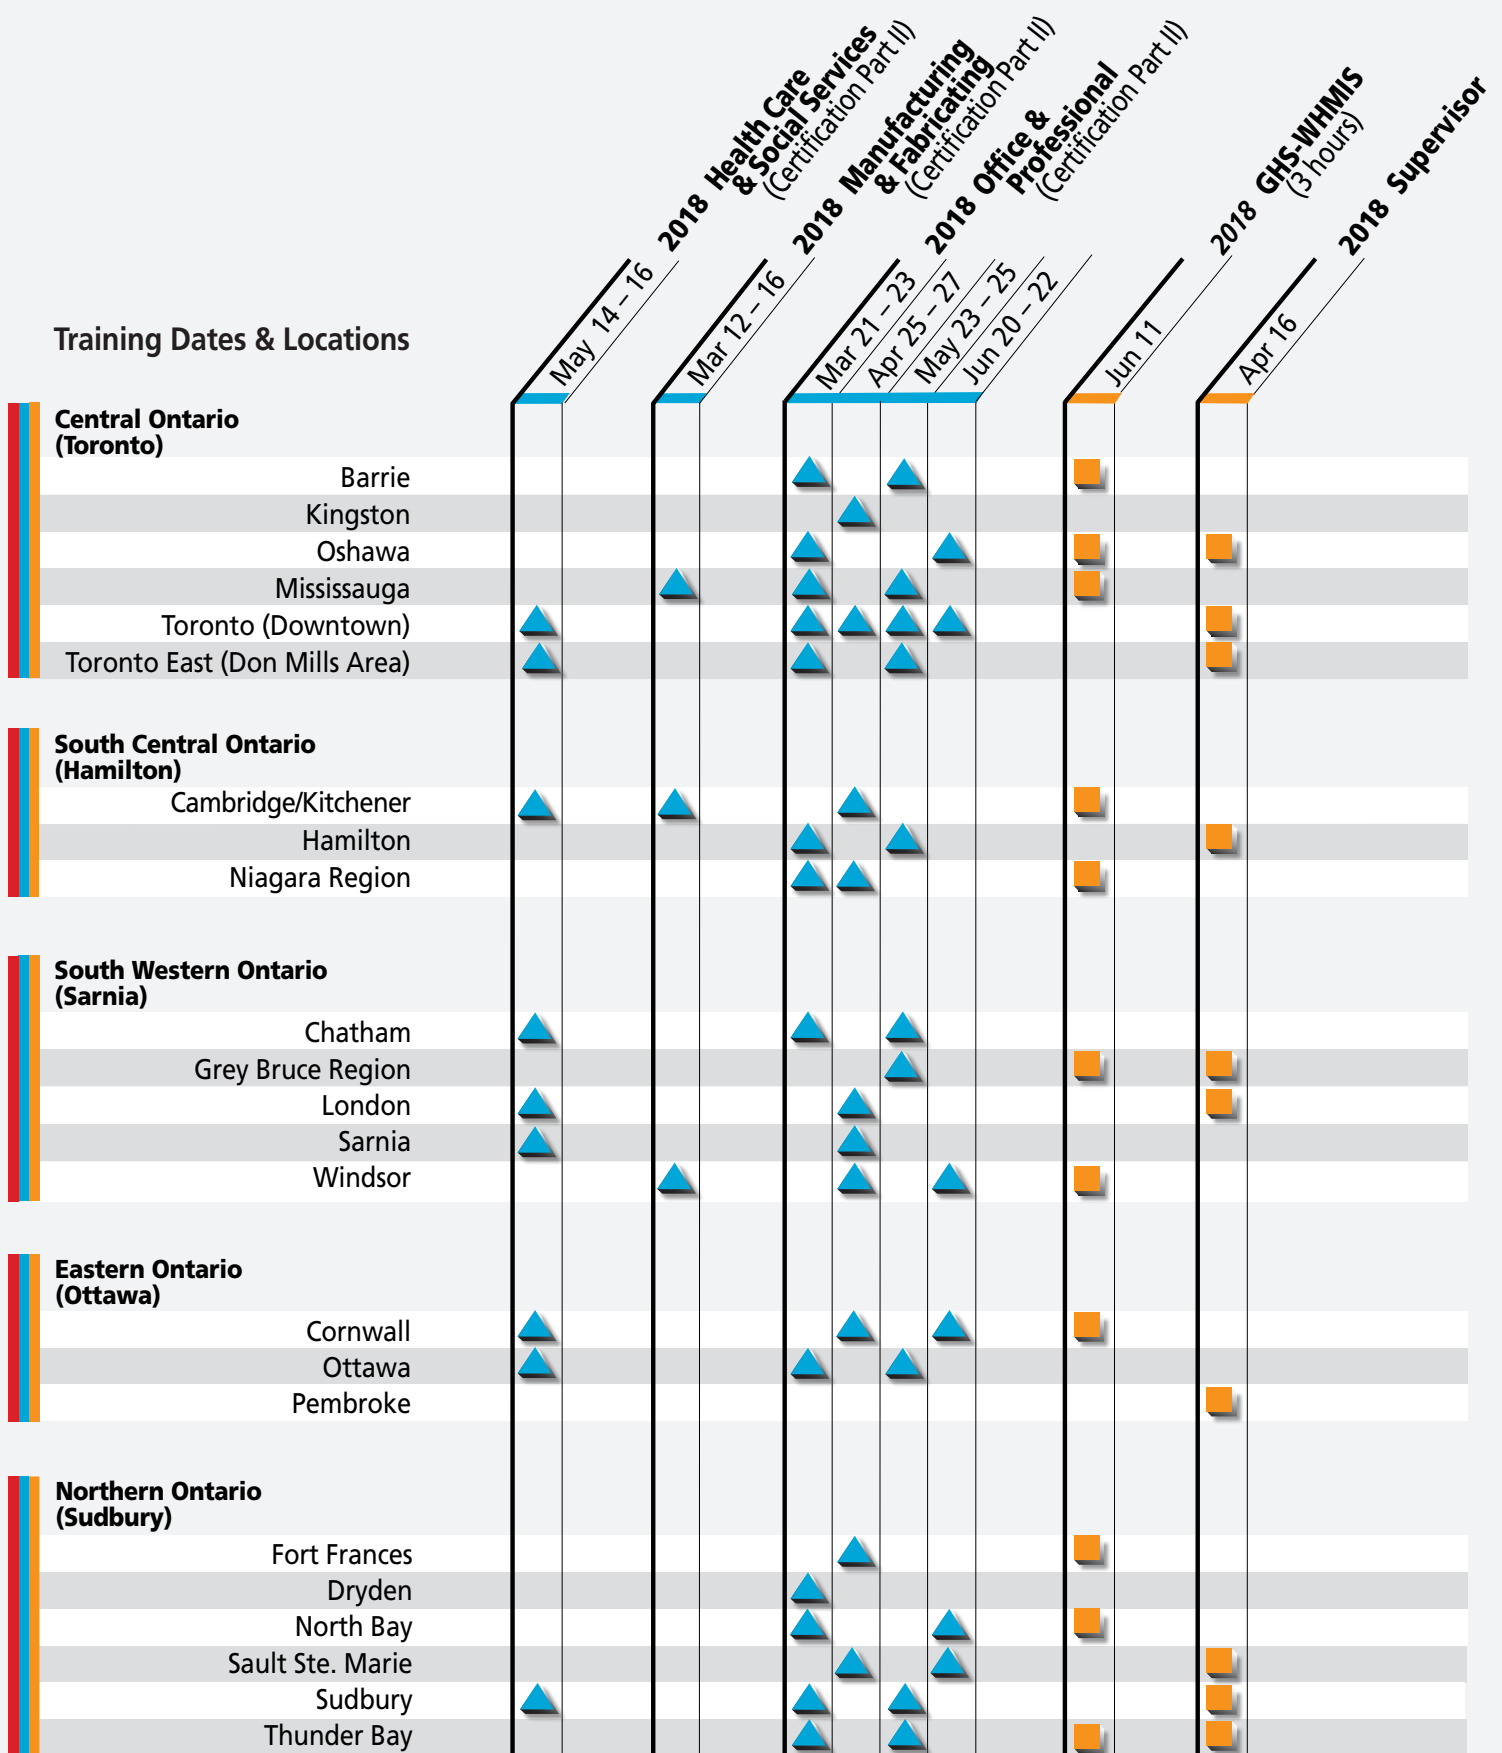 2018 Health Care
& Social Services
(Certification Part II)
2018 Manufacturing
& Fabricating
(Certification Part II)
2018 Office &
Professional
(Certification Part II)
2018 GHS-WHMIS
(3 hours)
2018 Supervisor
May 14 – 16
Mar 12 – 16
Mar 21 – 23
Apr 25 – 27
May 23 – 25
Jun 20 – 22
Jun 11
Apr 16
Training Dates & Locations
Central Ontario
(Toronto)
Barrie
Kingston
Oshawa
Mississauga
Toronto (Downtown)
Toronto East (Don Mills Area)
South Central Ontario
(Hamilton)
Cambridge/Kitchener
Hamilton
Niagara Region
South Western Ontario
(Sarnia)
Chatham
Grey Bruce Region
London
Sarnia
Windsor
Eastern Ontario
(Ottawa)
Cornwall
Ottawa
Pembroke
Northern Ontario
(Sudbury)
Fort Frances
Dryden
North Bay
Sault Ste. Marie
Sudbury
Thunder Bay